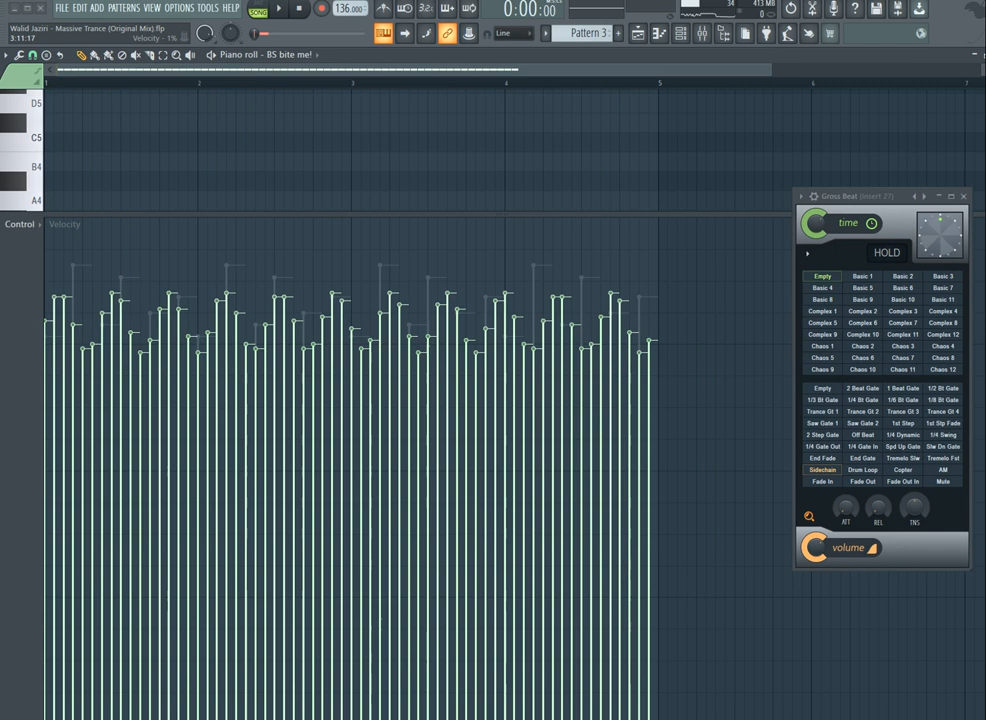 FILE EDIT ADD PATTERNS VIEW OPTIONS TOOLS HELP
SONG
136.000
3 2
0:00:00
34
413 MB
0
Walid Jaziri - Massive Trance (Original Mix).flp
3:11:17
Velocity - 1%
Line
Pattern 3
Piano roll - BS bite me!
1 2 3 4 5 6 7
D5
C5
B4
A4
Control
Velocity
Gross Beat (Insert 27)
time
HOLD
Empty Basic 1 Basic 2 Basic 3
Basic 4 Basic 5 Basic 6 Basic 7
Basic 8 Basic 9 Basic 10 Basic 11
Complex 1 Complex 2 Complex 3 Complex 4
Complex 5 Complex 6 Complex 7 Complex 8
Complex 9 Complex 10 Complex 11 Complex 12
Chaos 1 Chaos 2 Chaos 3 Chaos 4
Chaos 5 Chaos 6 Chaos 7 Chaos 8
Chaos 9 Chaos 10 Chaos 11 Chaos 12
Empty 2 Beat Gate 1 Beat Gate 1/2 Bt Gate
1/3 Bt Gate 1/4 Bt Gate 1/6 Bt Gate 1/8 Bt Gate
Trance Gt 1 Trance Gt 2 Trance Gt 3 Trance Gt 4
Saw Gate 1 Saw Gate 2 1st Step 1st Stp Fade
2 Step Gate Off Beat 1/4 Dynamic 1/4 Swing
1/4 Gate Out 1/4 Gate In Spd Up Gate Slw Dn Gate
End Fade End Gate Tremelo Slw Tremelo Fst
Sidechain Drum Loop Copter AM
Fade In Fade Out Fade Out In Mute
ATT REL TNS
volume